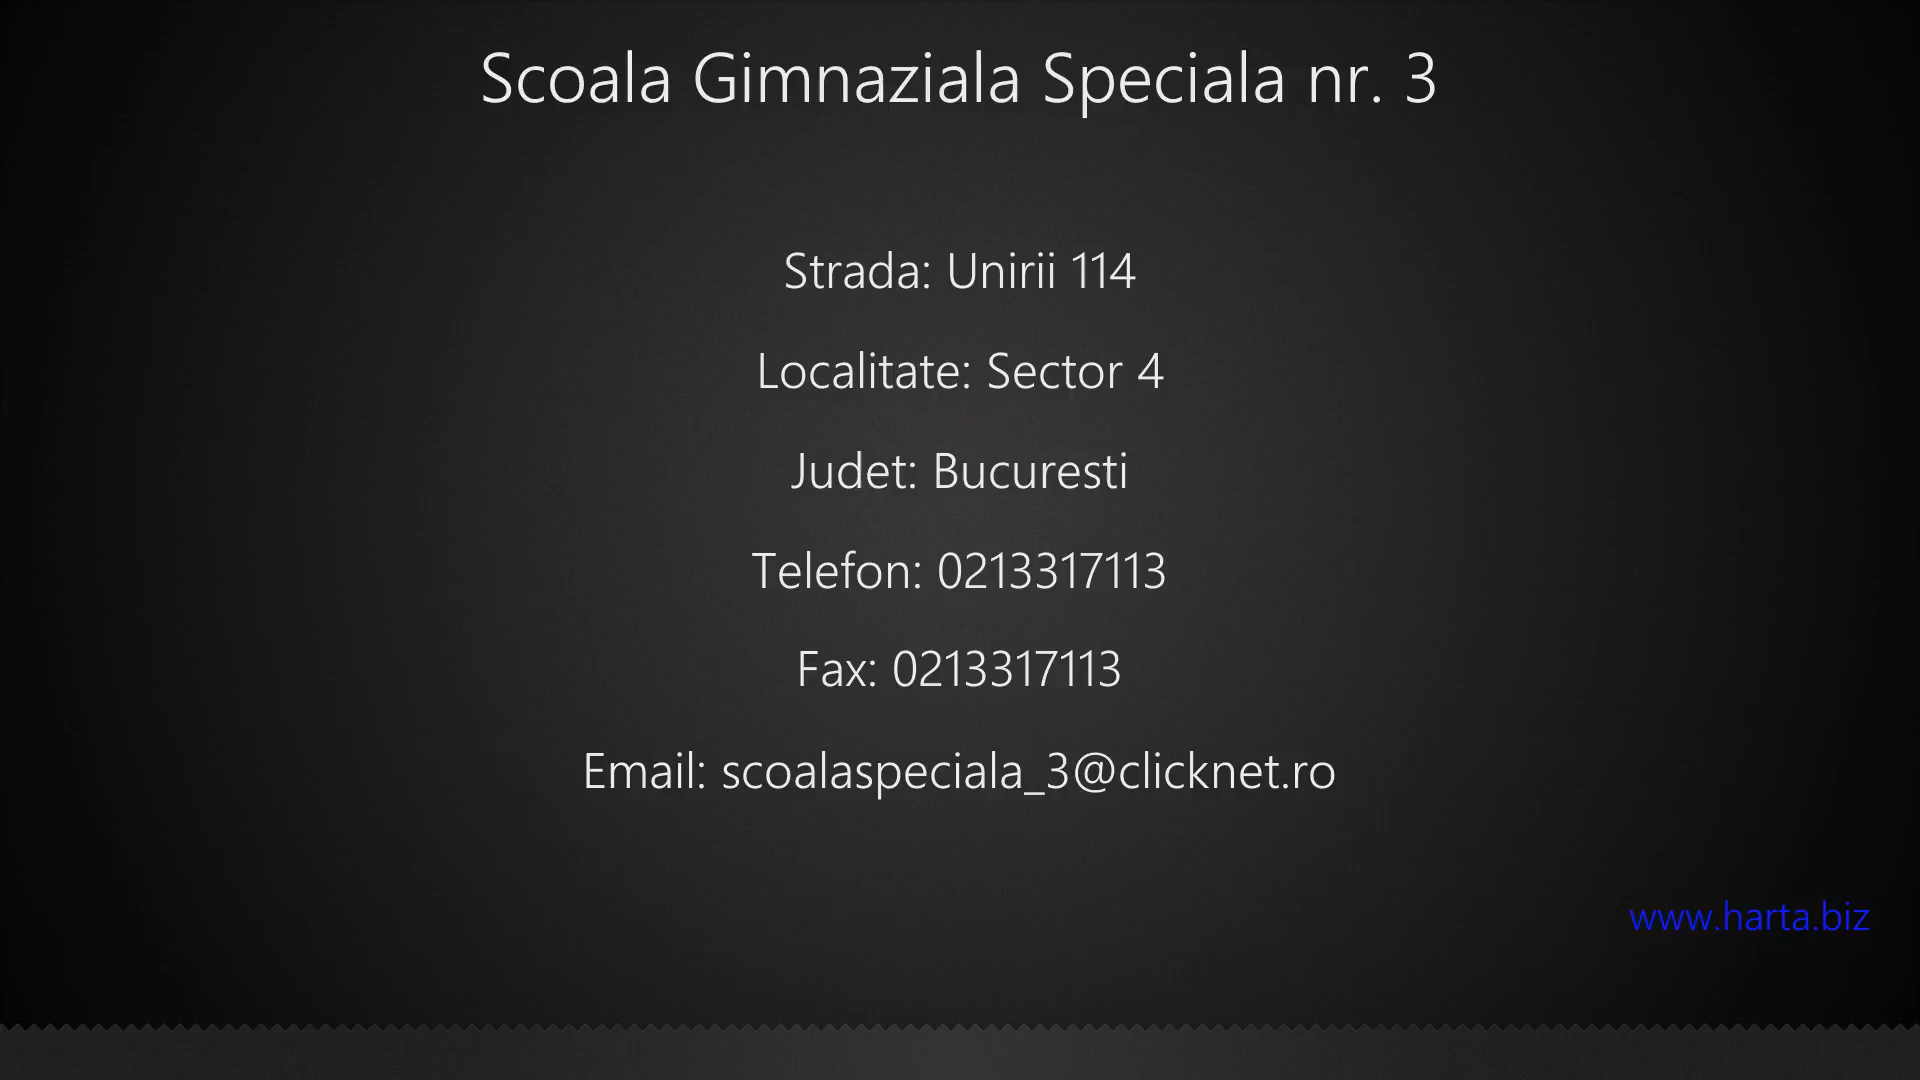 Scoala Gimnaziala Speciala nr. 3
Strada: Unirii 114
Localitate: Sector 4
Judet: Bucuresti
Telefon: 0213317113
Fax: 0213317113
Email: scoalaspeciala_3@clicknet.ro
www.harta.biz